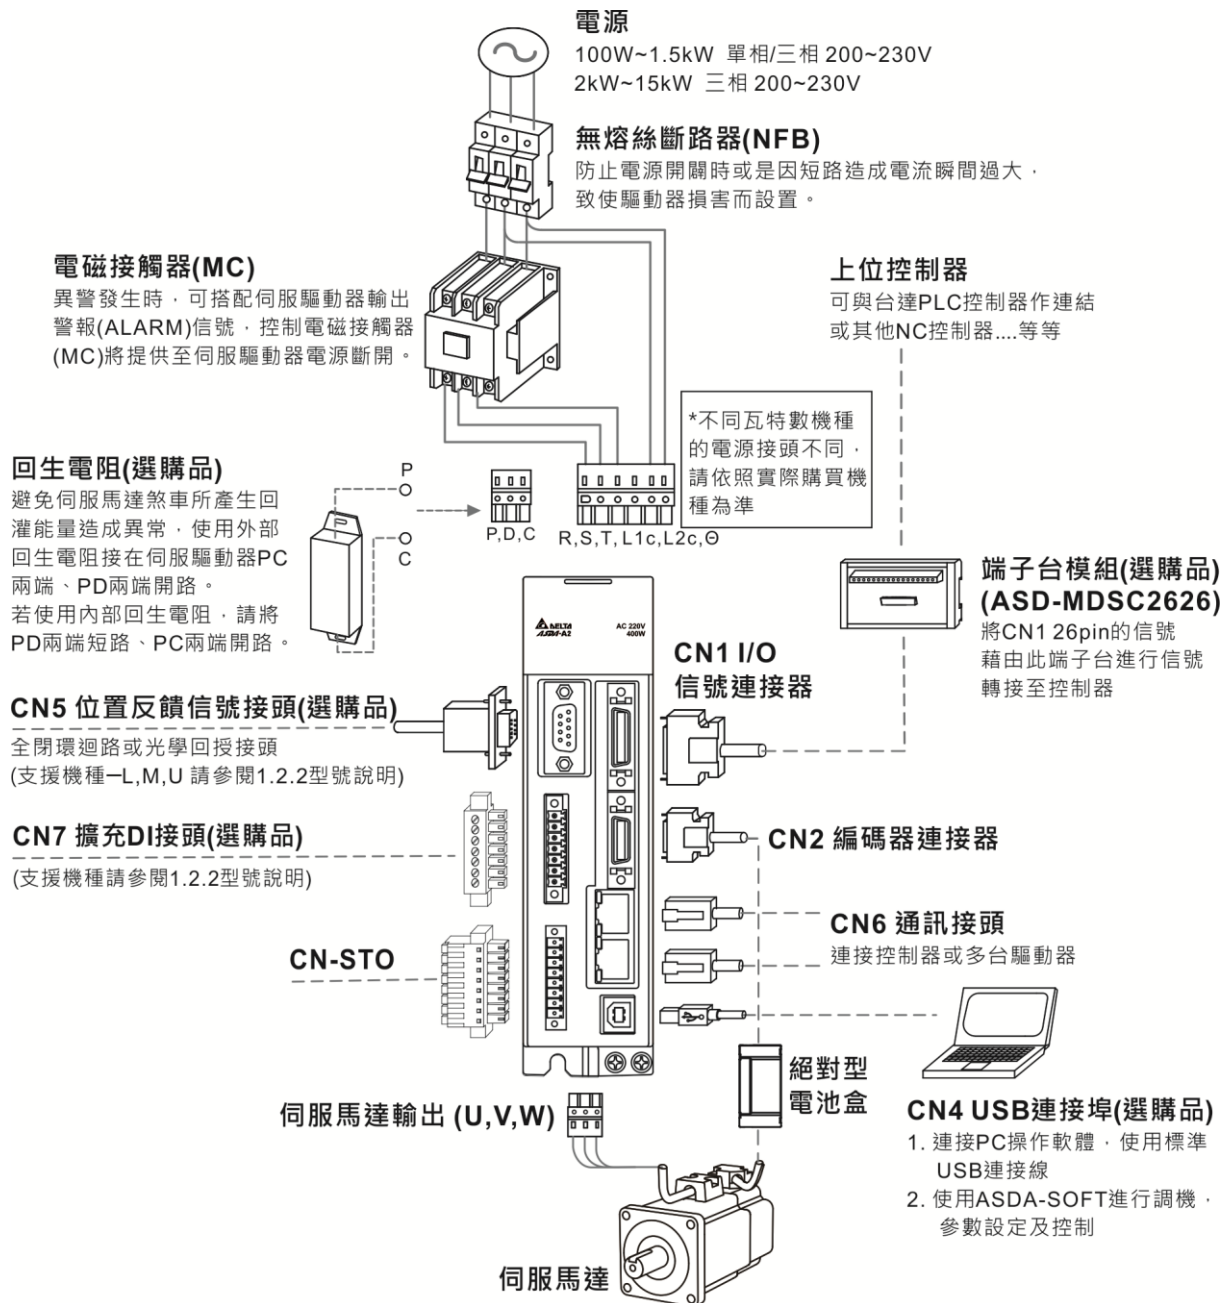 電源
100W~1.5kW 單相/三相 200~230V
2kW~15kW 三相 200~230V
無熔絲斷路器(NFB)
防止電源開關時或是因短路造成電流瞬間過大，
致使驅動器損害而設置。
電磁接觸器(MC)
異警發生時，可搭配伺服驅動器輸出
警報(ALARM)信號，控制電磁接觸器
(MC)將提供至伺服驅動器電源斷開。
上位控制器
可與台達PLC控制器作連結
或其他NC控制器....等等
*不同瓦特數機種
的電源接頭不同，
請依照實際購買機
種為準
回生電阻(選購品)
避免伺服馬達煞車所產生回
灌能量造成異常，使用外部
回生電阻接在伺服驅動器PC
兩端、PD兩端開路。
若使用內部回生電阻，請將
PD兩端短路、PC兩端開路。
P
C
P,D,C
R,S,T, L1c,L2c,⊖
端子台模組(選購品)
(ASD-MDSC2626)
將CN1 26pin的信號
藉由此端子台進行信號
轉接至控制器
DELTA
ASDA-A2
AC 220V
400W
CN1 I/O
信號連接器
CN5 位置反饋信號接頭(選購品)
全閉環迴路或光學回授接頭
(支援機種─L,M,U 請參閱1.2.2型號說明)
CN7 擴充DI接頭(選購品)
(支援機種請參閱1.2.2型號說明)
CN2 編碼器連接器
CN6 通訊接頭
連接控制器或多台驅動器
CN-STO
絕對型
電池盒
伺服馬達輸出 (U,V,W)
CN4 USB連接埠(選購品)
1. 連接PC操作軟體，使用標準
USB連接線
2. 使用ASDA-SOFT進行調機，
參數設定及控制
伺服馬達